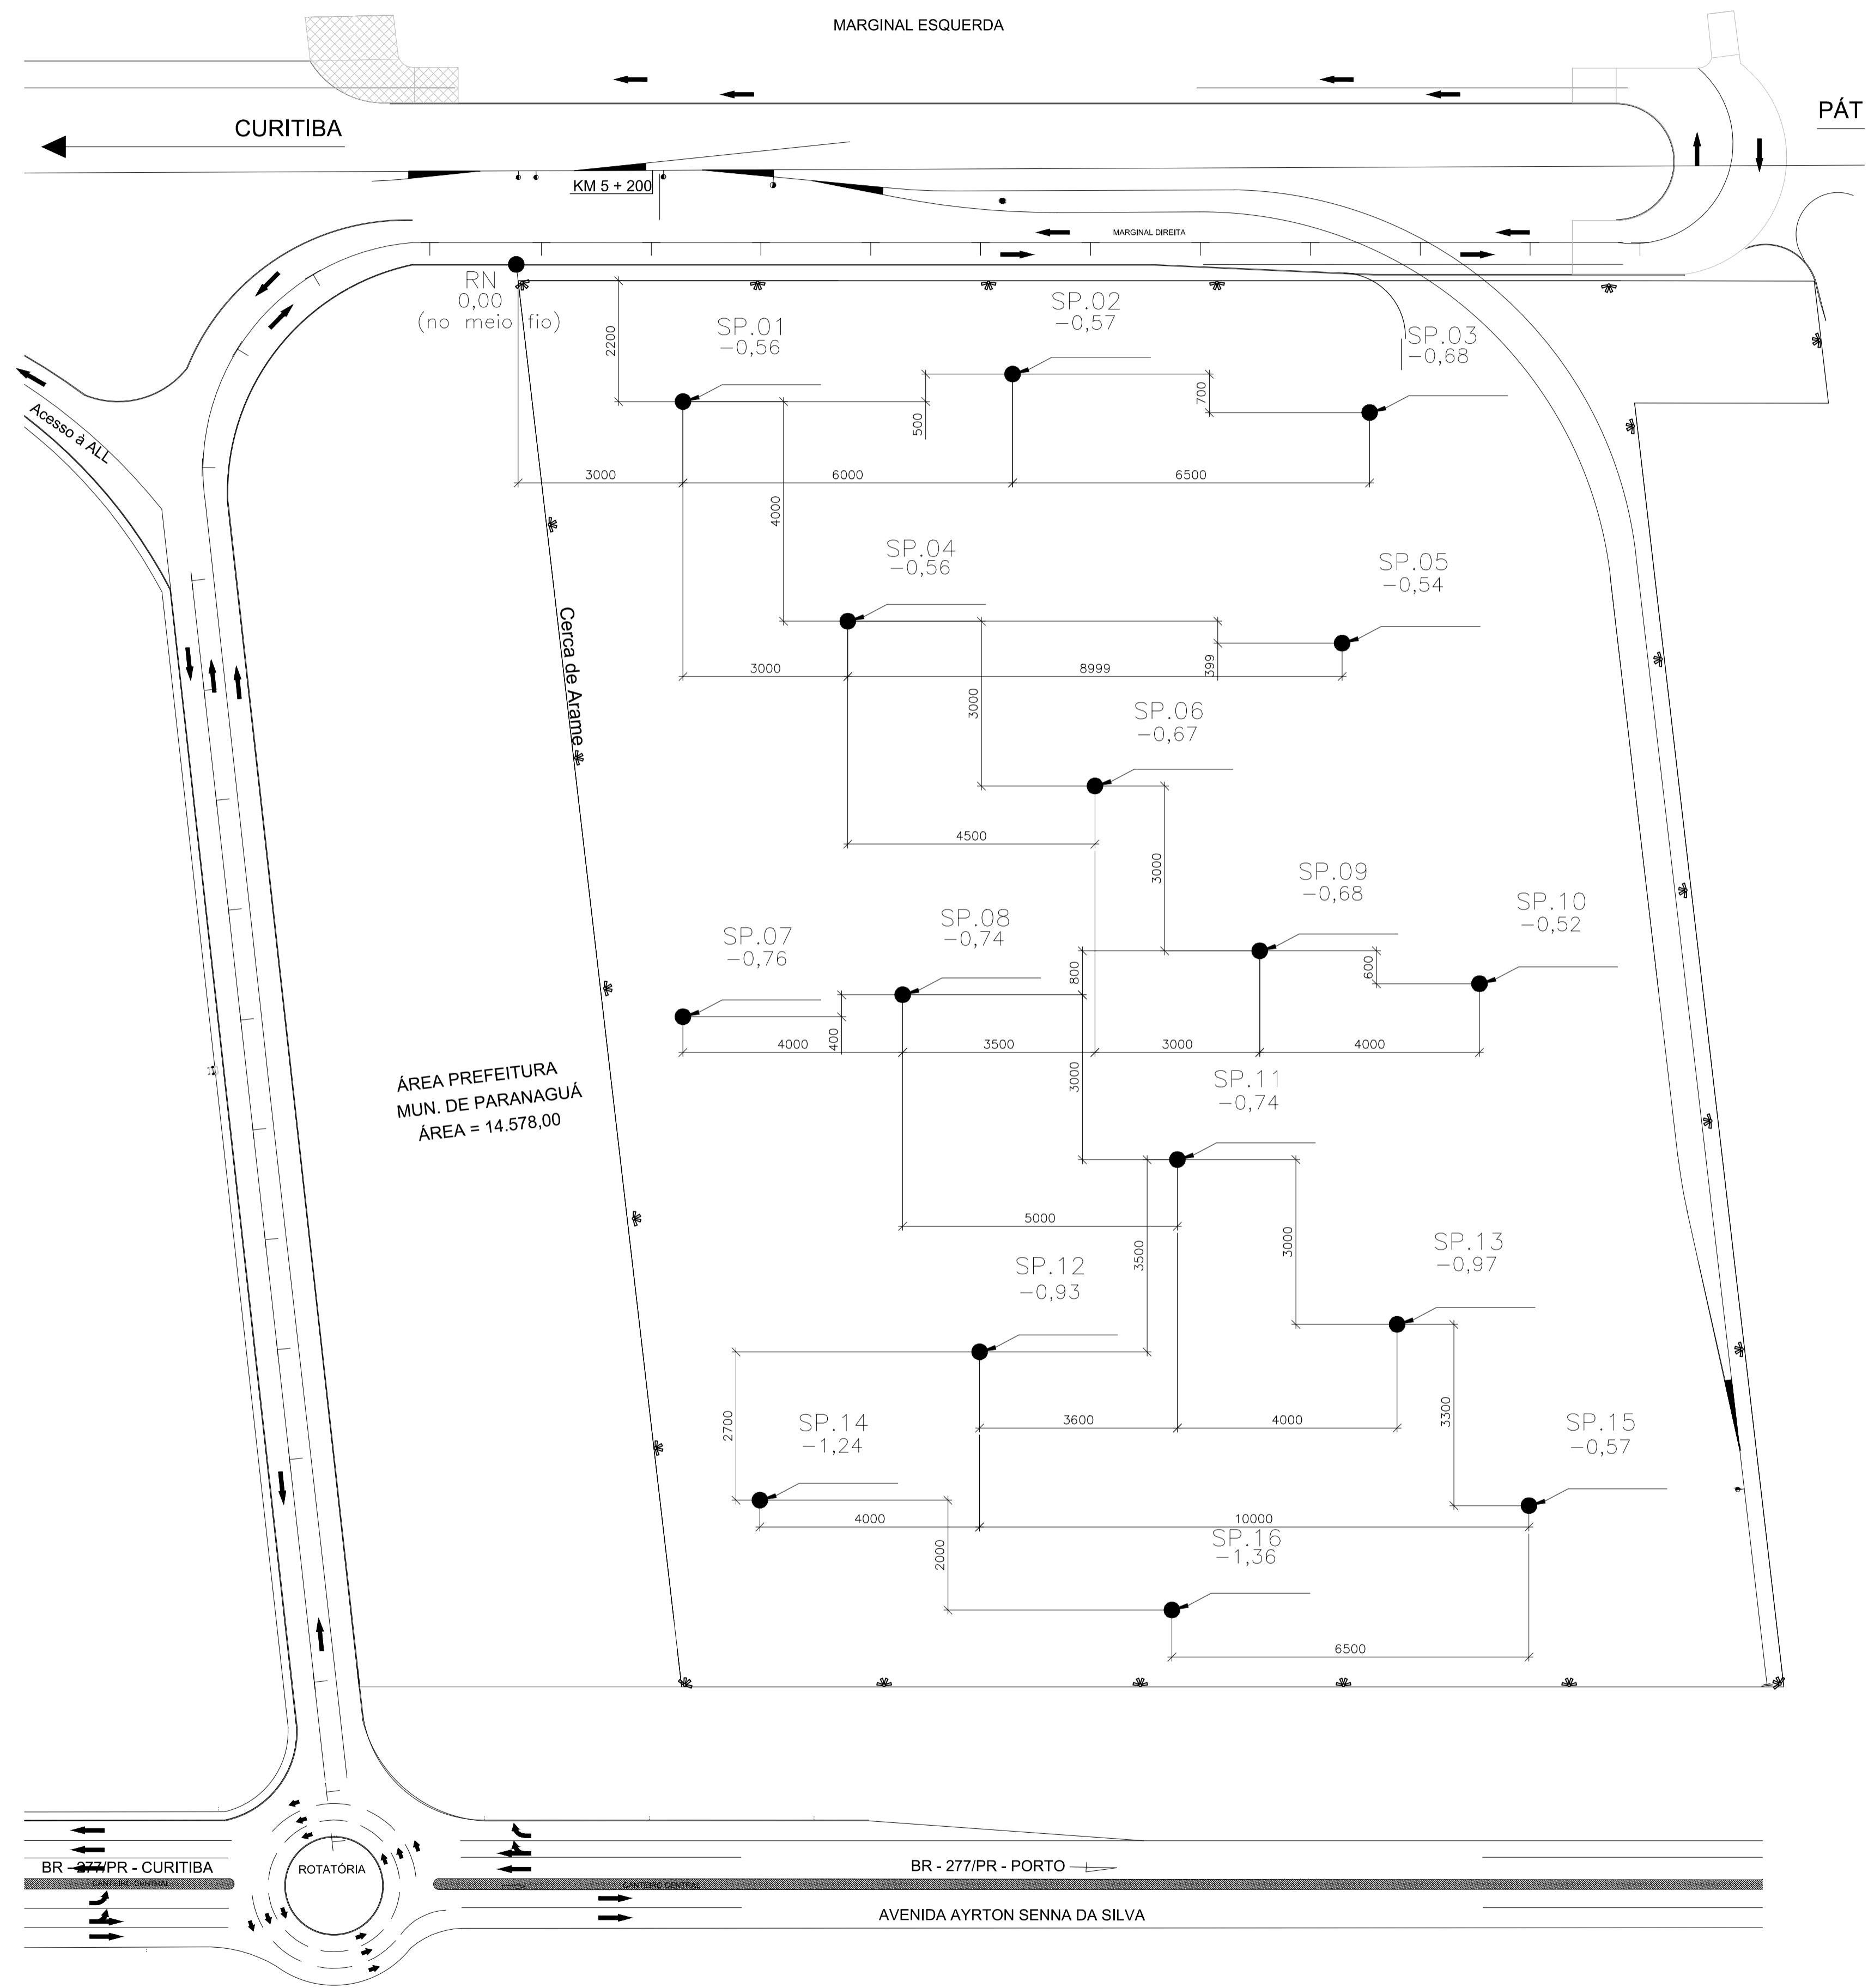 MARGINAL ESQUERDA
PÁT
CURITIBA
KM 5 + 200
MARGINAL DIREITA
RN
0,00
(no meio fio)
SP.01
-0,56
SP.02
-0,57
SP.03
-0,68
2200
500
700
3000
6000
6500
Acesso à ALL
4000
SP.04
-0,56
SP.05
-0,54
Cerca de Arame
3000
8999
399
3000
SP.06
-0,67
4500
3000
SP.07
-0,76
SP.08
-0,74
SP.09
-0,68
SP.10
-0,52
800
600
400
4000
3500
3000
4000
3000
ÁREA PREFEITURA
MUN. DE PARANAGUÁ
ÁREA = 14.578,00
SP.11
-0,74
5000
3500
3000
SP.12
-0,93
SP.13
-0,97
2700
3600
4000
3300
SP.14
-1,24
SP.15
-0,57
4000
10000
2000
SP.16
-1,36
6500
BR - 277/PR - CURITIBA
CANTEIRO CENTRAL
ROTATÓRIA
BR - 277/PR - PORTO
CANTEIRO CENTRAL
AVENIDA AYRTON SENNA DA SILVA